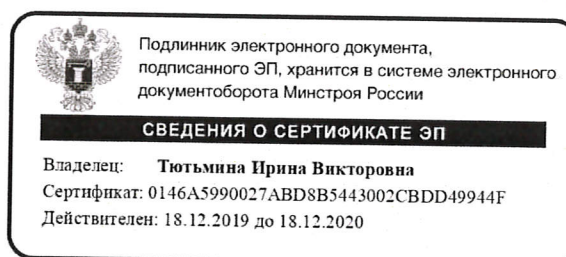 Подлинник электронного документа,
подписанного ЭП, хранится в системе электронного
документоборота Минстроя России
СВЕДЕНИЯ О СЕРТИФИКАТЕ ЭП
Владелец: Тютьмина Ирина Викторовна
Сертификат: 0146A5990027ABD8B5443002CBDD49944F
Действителен: 18.12.2019 до 18.12.2020